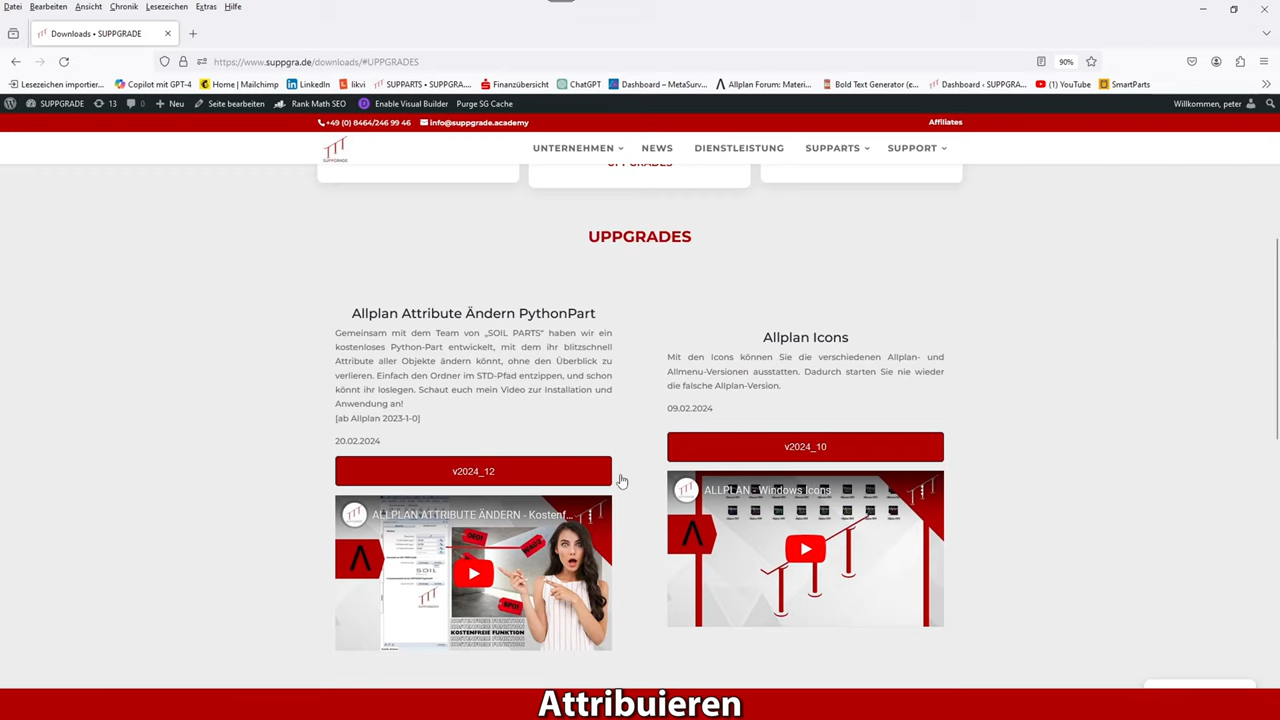 Datei Bearbeiten Ansicht Chronik Lesezeichen Extras Hilfe
Downloads • SUPPGRADE
https://www.suppgra.de/downloads/#UPPGRADES
90%
Lesezeichen importier... Copilot mit GPT-4 Home | Mailchimp LinkedIn likvi SUPPARTS • SUPPGRA... Finanzübersicht ChatGPT Dashboard – MetaSurv... Allplan Forum: Materi... Bold Text Generator (e... Dashboard - SUPPGRA... (1) YouTube SmartParts
SUPPGRADE 13 0 Neu Seite bearbeiten Rank Math SEO Enable Visual Builder Purge SG Cache Willkommen, peter
+49 (0) 8464/246 99 46 info@suppgrade.academy Affiliates
SUPPGRADE
UNTERNEHMEN NEWS DIENSTLEISTUNG SUPPARTS SUPPORT
UPPGRADES
UPPGRADES
Allplan Attribute Ändern PythonPart
Gemeinsam mit dem Team von „SOIL PARTS" haben wir ein
kostenloses Python-Part entwickelt, mit dem ihr blitzschnell
Attribute aller Objekte ändern könnt, ohne den Überblick zu
verlieren. Einfach den Ordner im STD-Pfad entzippen, und schon
könnt ihr loslegen. Schaut euch mein Video zur Installation und
Anwendung an!
[ab Allplan 2023-1-0]
20.02.2024
v2024_12
ALLPLAN ATTRIBUTE ÄNDERN - Kostenf...
SOIL
KOSTENFREIE FUNKTION
Allplan Icons
Mit den Icons können Sie die verschiedenen Allplan- und
Allmenu-Versionen ausstatten. Dadurch starten Sie nie wieder
die falsche Allplan-Version.
09.02.2024
v2024_10
ALLPLAN - Windows Icons
Attribuieren